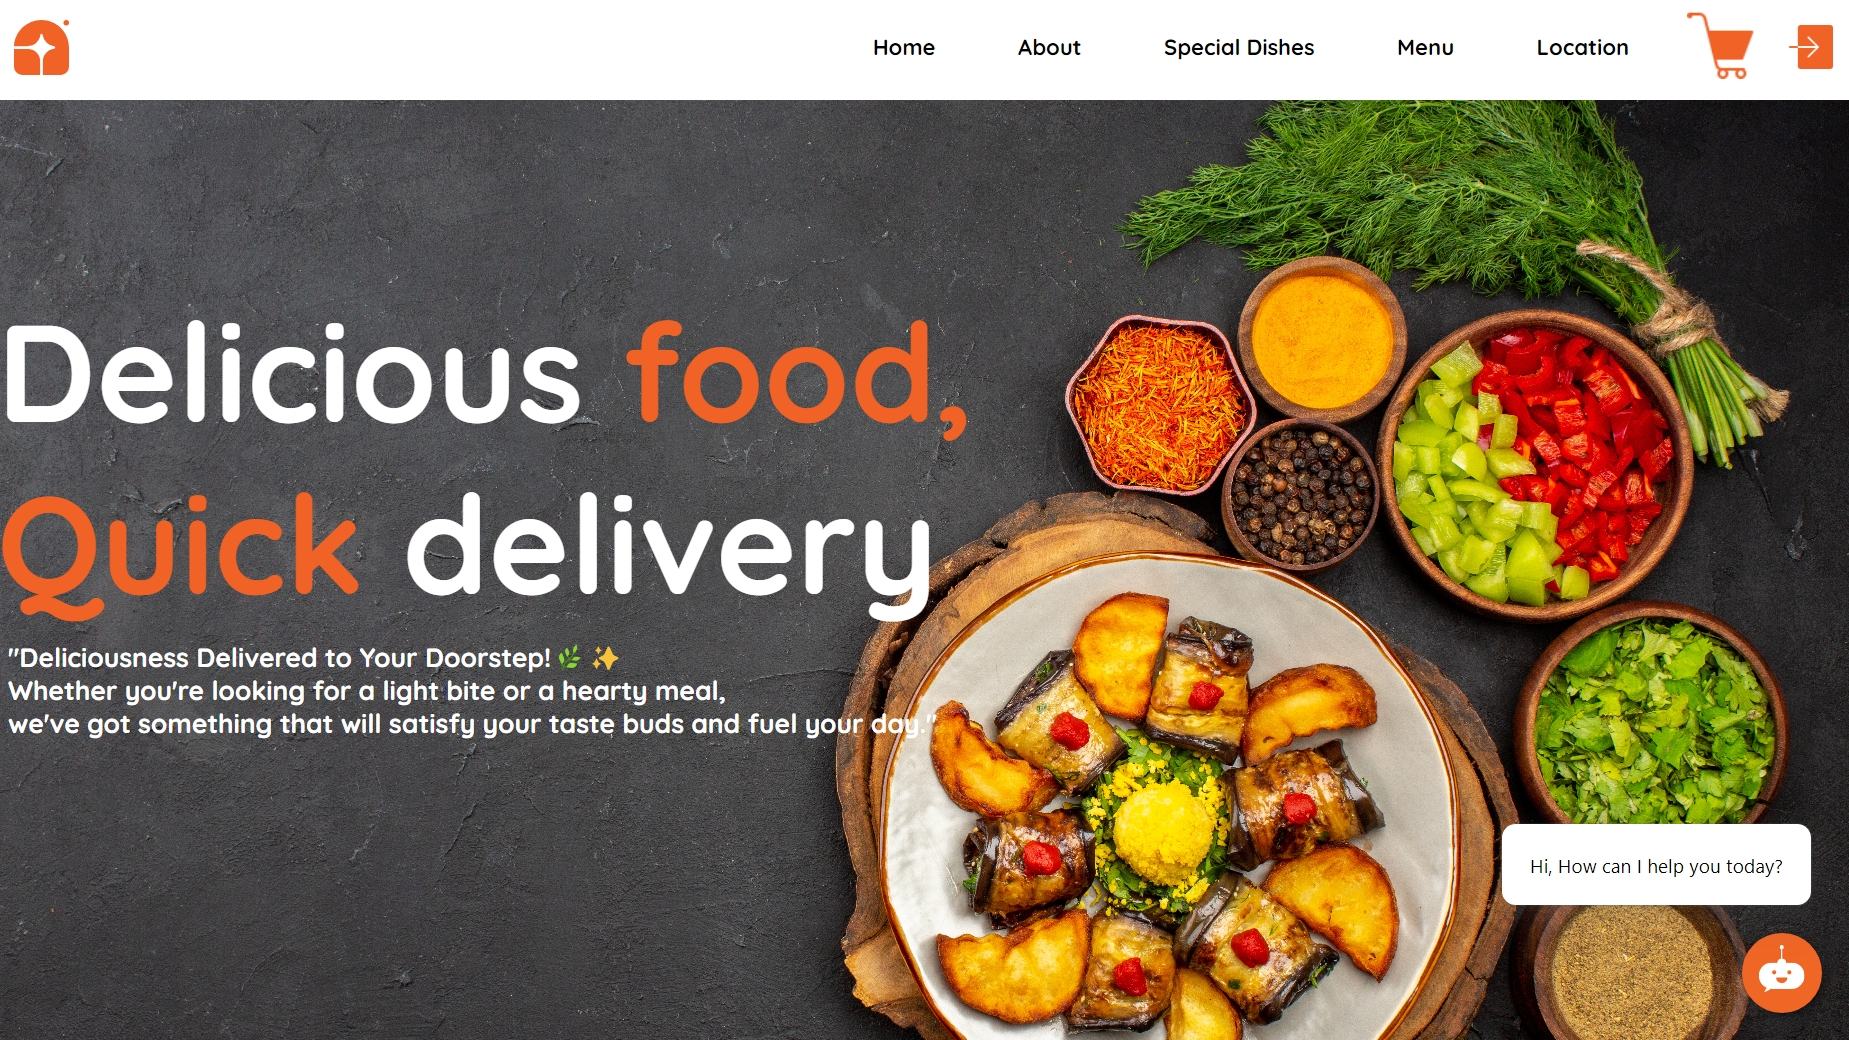 Home About Special Dishes Menu Location
Delicious food,
Quick delivery
"Deliciousness Delivered to Your Doorstep! 🌿 ✨
Whether you're looking for a light bite or a hearty meal,
we've got something that will satisfy your taste buds and fuel your day."
Hi, How can I help you today?